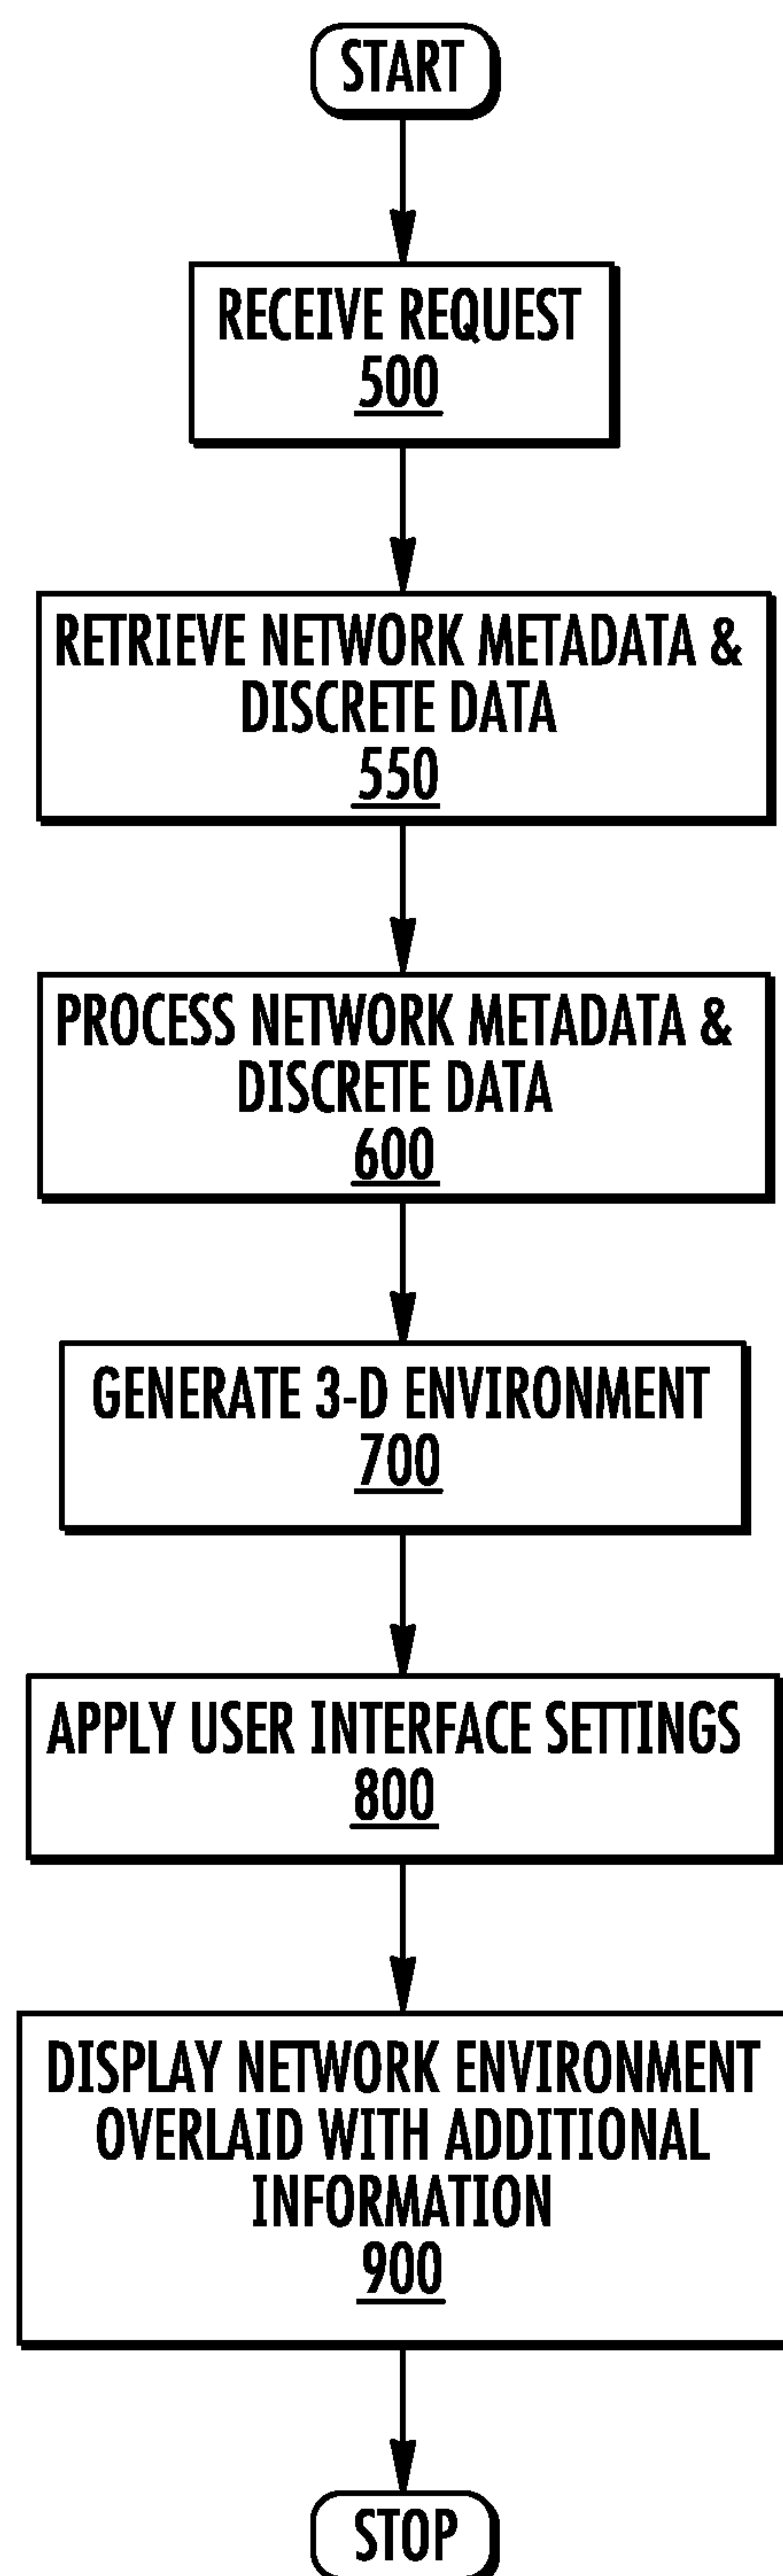 START
RECEIVE REQUEST
500
RETRIEVE NETWORK METADATA &
DISCRETE DATA
550
PROCESS NETWORK METADATA &
DISCRETE DATA
600
GENERATE 3-D ENVIRONMENT
700
APPLY USER INTERFACE SETTINGS
800
DISPLAY NETWORK ENVIRONMENT
OVERLAID WITH ADDITIONAL
INFORMATION
900
STOP